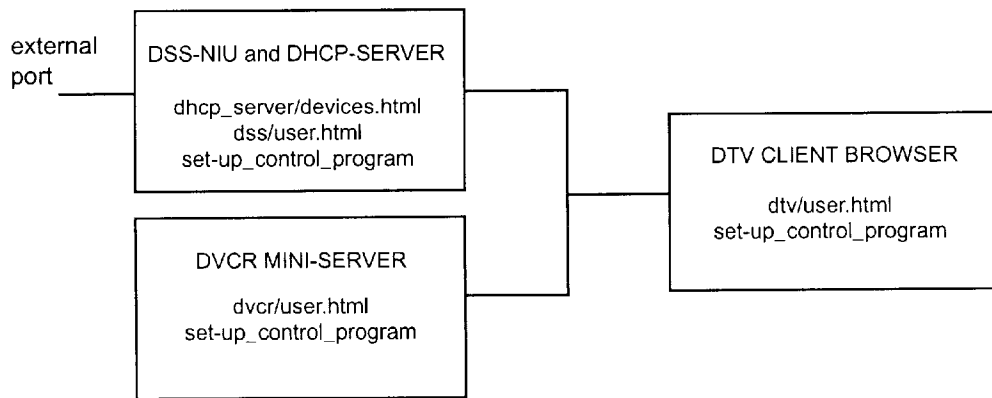 external
port
DSS-NIU and DHCP-SERVER
dhcp_server/devices.html
dss/user.html
set-up_control_program
DVCR MINI-SERVER
dvcr/user.html
set-up_control_program
DTV CLIENT BROWSER
dtv/user.html
set-up_control_program